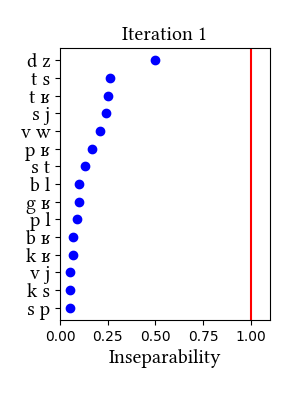 Iteration 1
d z
t s
t ʁ
s j
v w
p ʁ
s t
b l
g ʁ
p l
b ʁ
k ʁ
v j
k s
s p
0.00 0.25 0.50 0.75 1.00
Inseparability